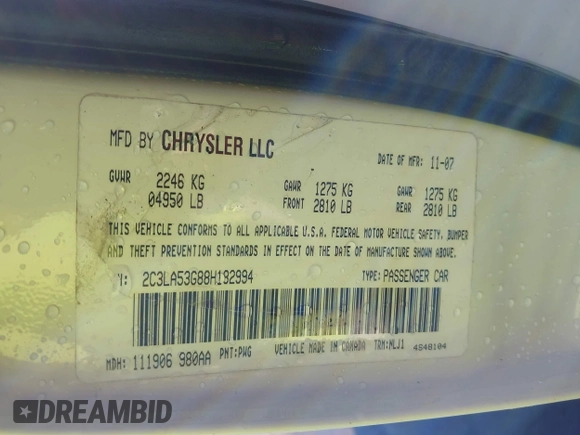 MFD BY CHRYSLER LLC
DATE OF MFR: 11-07
GVWR 2246 KG GAWR 1275 KG GAWR 1275 KG
04950 LB FRONT 2810 LB REAR 2810 LB
THIS VEHICLE CONFORMS TO ALL APPLICABLE U.S.A. FEDERAL MOTOR VEHICLE SAFETY, BUMPER
AND THEFT PREVENTION STANDARDS IN EFFECT ON THE DATE OF MANUFACTURE SHOWN ABOVE.
2C3LA53G88H192994 TYPE: PASSENGER CAR
MDH: 111906 980AA PNT: PWG VEHICLE MADE IN CANADA TRM: NLJ1 4648104
DREAMBID